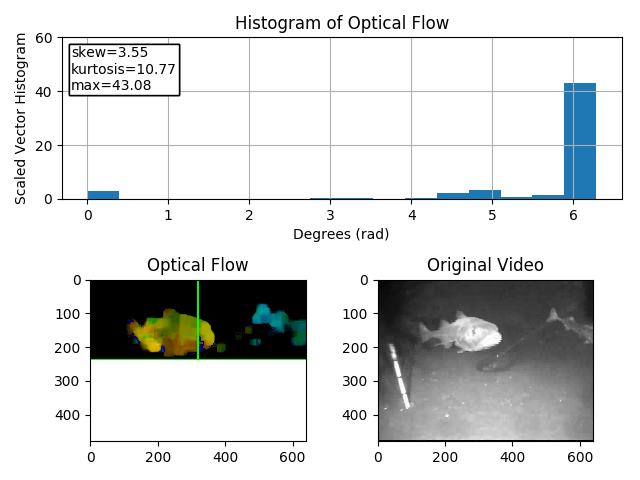 Histogram of Optical Flow
Scaled Vector Histogram
60
40
20
0
skew=3.55
kurtosis=10.77
max=43.08
0 1 2 3 4 5 6
Degrees (rad)
Optical Flow
0
100
200
300
400
0 200 400 600
Original Video
0
100
200
300
400
0 200 400 600